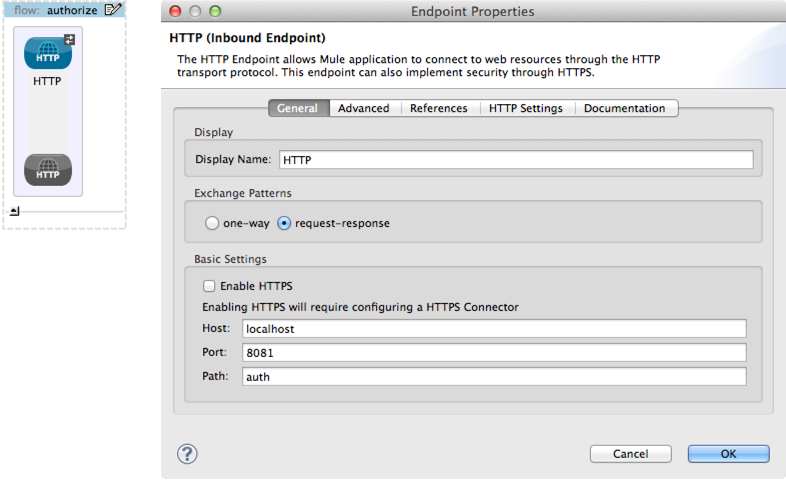 flow: authorize
HTTP
HTTP
HTTP
Endpoint Properties
HTTP (Inbound Endpoint)
The HTTP Endpoint allows Mule application to connect to web resources through the HTTP
transport protocol. This endpoint can also implement security through HTTPS.
General Advanced References HTTP Settings Documentation
Display
Display Name: HTTP
Exchange Patterns
one-way request-response
Basic Settings
Enable HTTPS
Enabling HTTPS will require configuring a HTTPS Connector
Host: localhost
Port: 8081
Path: auth
?
Cancel OK